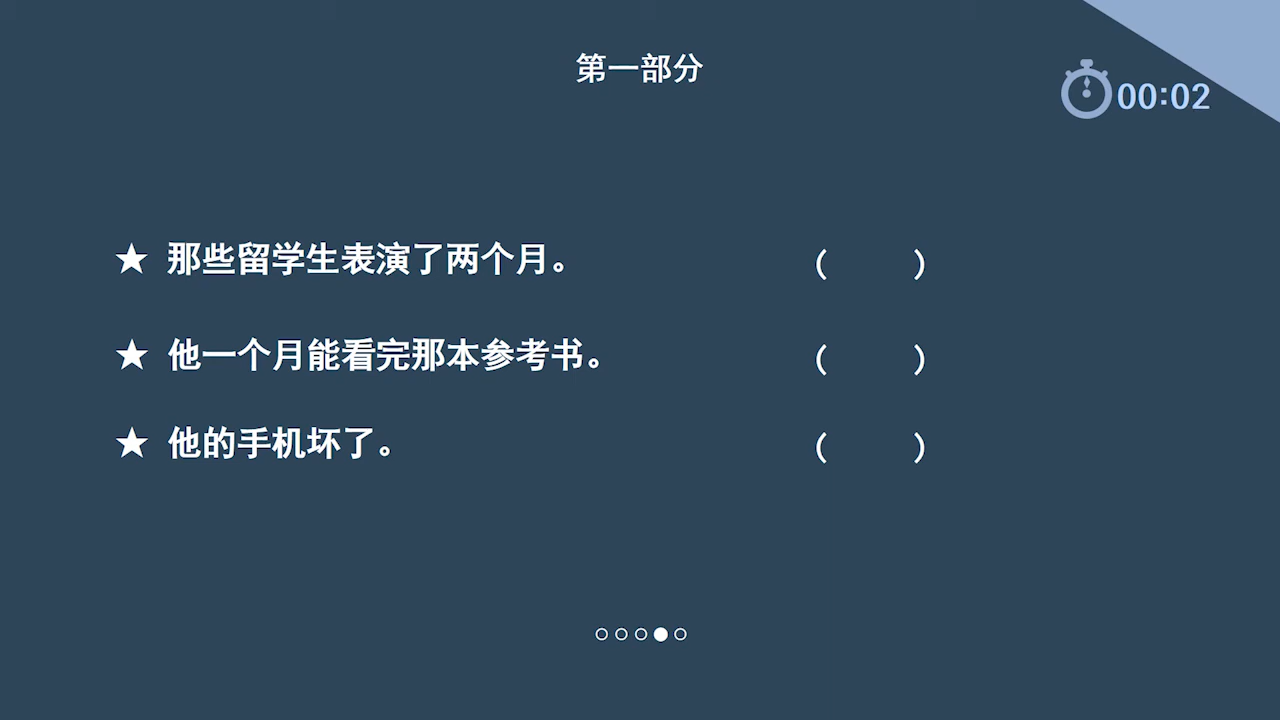 第一部分
00:02
★ 那些留学生表演了两个月。 ( )
★ 他一个月能看完那本参考书。 ( )
★ 他的手机坏了。 ( )